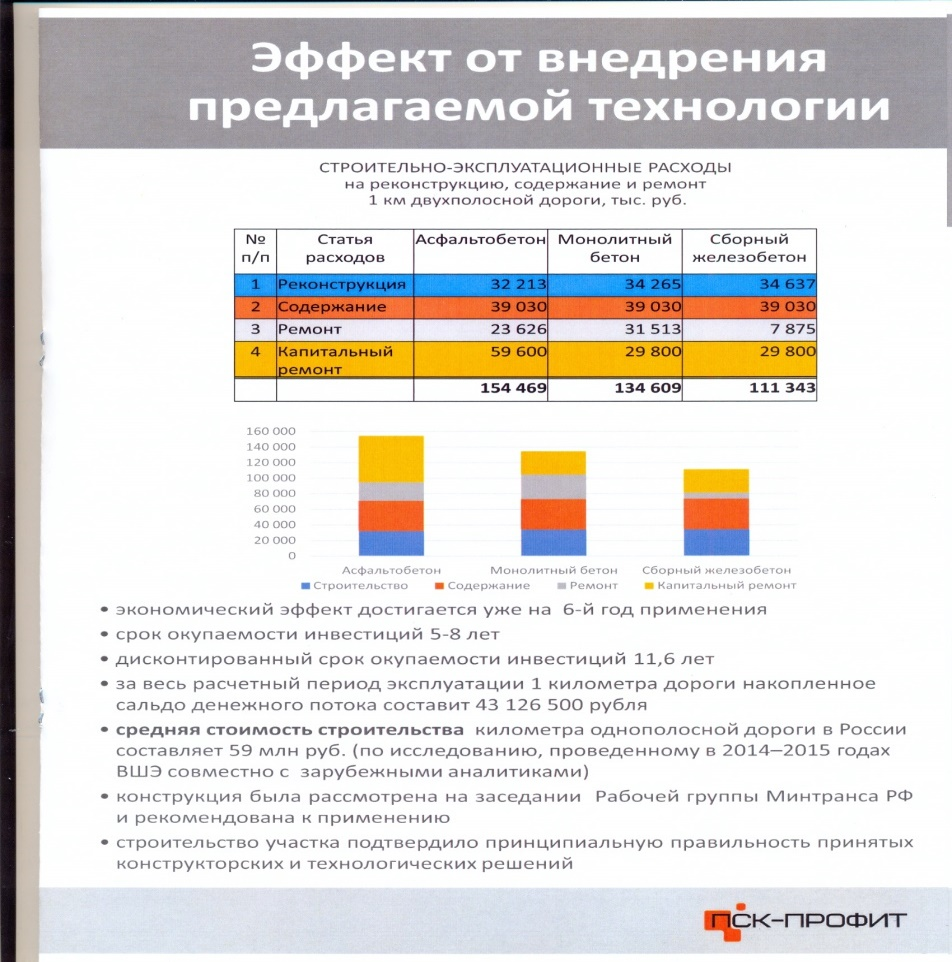 Эффект от внедрения
предлагаемой технологии
СТРОИТЕЛЬНО-ЭКСПЛУАТАЦИОННЫЕ РАСХОДЫ
на реконструкцию, содержание и ремонт
1 км двухполосной дороги, тыс. руб.
№ п/п Статья расходов Асфальтобетон Монолитный бетон Сборный железобетон
1 Реконструкция 32 213 34 265 34 637
2 Содержание 39 030 39 030 39 030
3 Ремонт 23 626 31 513 7 875
4 Капитальный ремонт 59 600 29 800 29 800
154 469 134 609 111 343
160 000
140 000
120 000
100 000
80 000
60 000
40 000
20 000
0
Асфальтобетон Монолитный бетон Сборный железобетон
Строительство Содержание Ремонт Капитальный ремонт
• экономический эффект достигается уже на 6-й год применения
• срок окупаемости инвестиций 5-8 лет
• дисконтированный срок окупаемости инвестиций 11,6 лет
• за весь расчетный период эксплуатации 1 километра дороги накопленное
сальдо денежного потока составит 43 126 500 рубля
• средняя стоимость строительства километра однополосной дороги в России
составляет 59 млн руб. (по исследованию, проведенному в 2014–2015 годах
ВШЭ совместно с зарубежными аналитиками)
• конструкция была рассмотрена на заседании Рабочей группы Минтранса РФ
и рекомендована к применению
• строительство участка подтвердило принципиальную правильность принятых
конструкторских и технологических решений
ПСК-ПРОФИТ